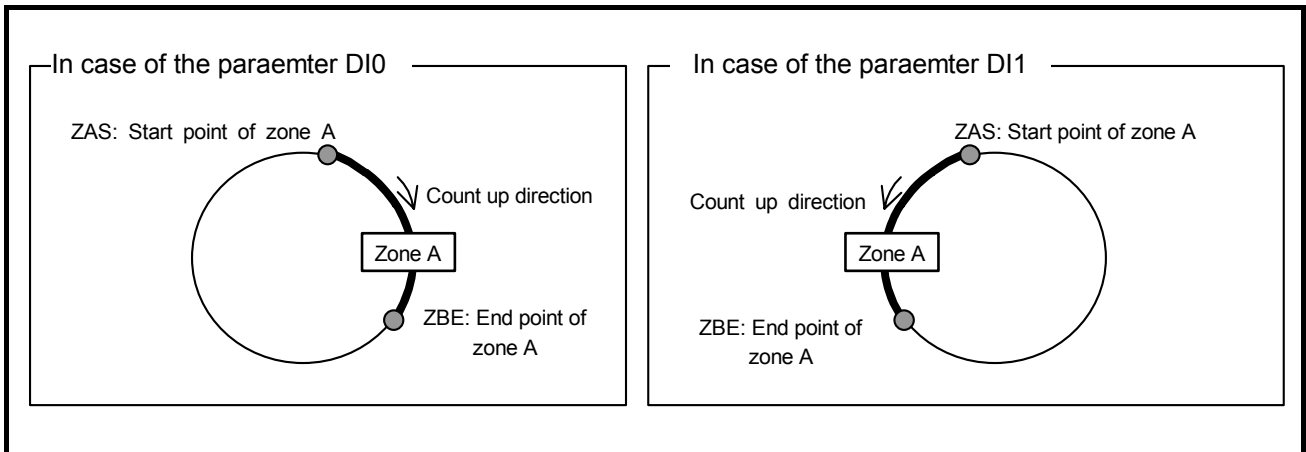 In case of the paraemter DI0
ZAS: Start point of zone A
Count up direction
Zone A
ZBE: End point of
zone A
In case of the paraemter DI1
ZAS: Start point of zone A
Count up direction
Zone A
ZBE: End point of
zone A